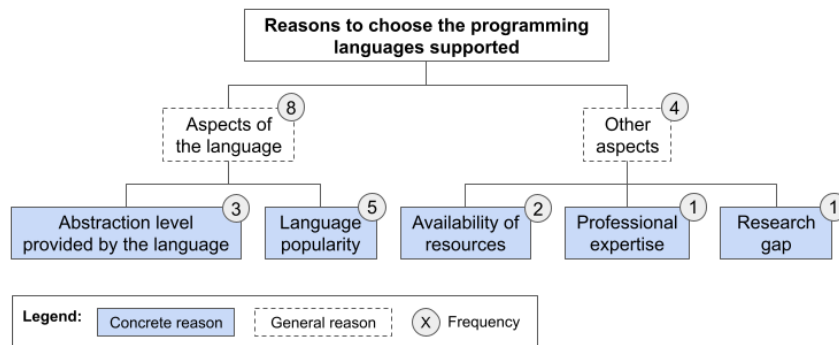 Reasons to choose the programming
languages supported
8
Aspects of
the language
4
Other
aspects
3
Abstraction level
provided by the language
5
Language
popularity
2
Availability of
resources
1
Professional
expertise
1
Research
gap
Legend:
Concrete reason
General reason
X
Frequency